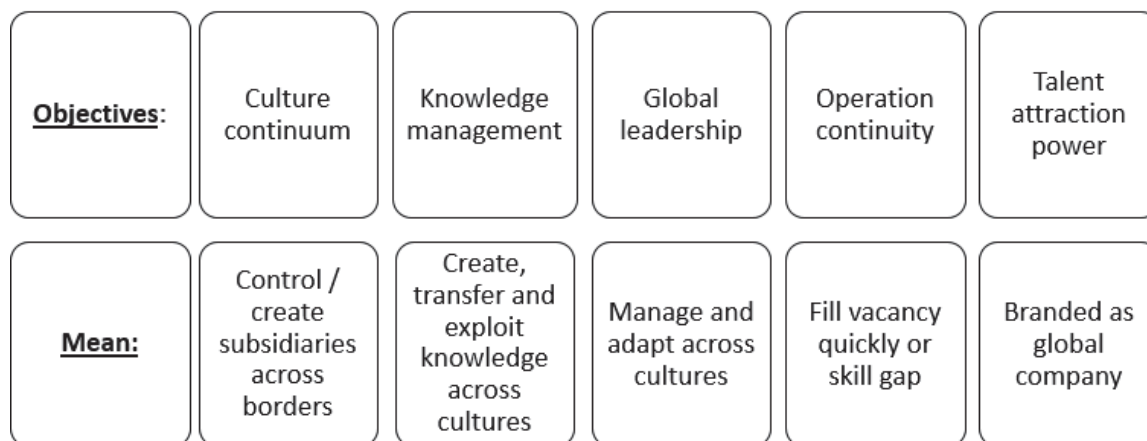 Objectives:
Culture
continuum
Knowledge
management
Global
leadership
Operation
continuity
Talent
attraction
power
Mean:
Control /
create
subsidiaries
across
borders
Create,
transfer and
exploit
knowledge
across
cultures
Manage and
adapt across
cultures
Fill vacancy
quickly or
skill gap
Branded as
global
company